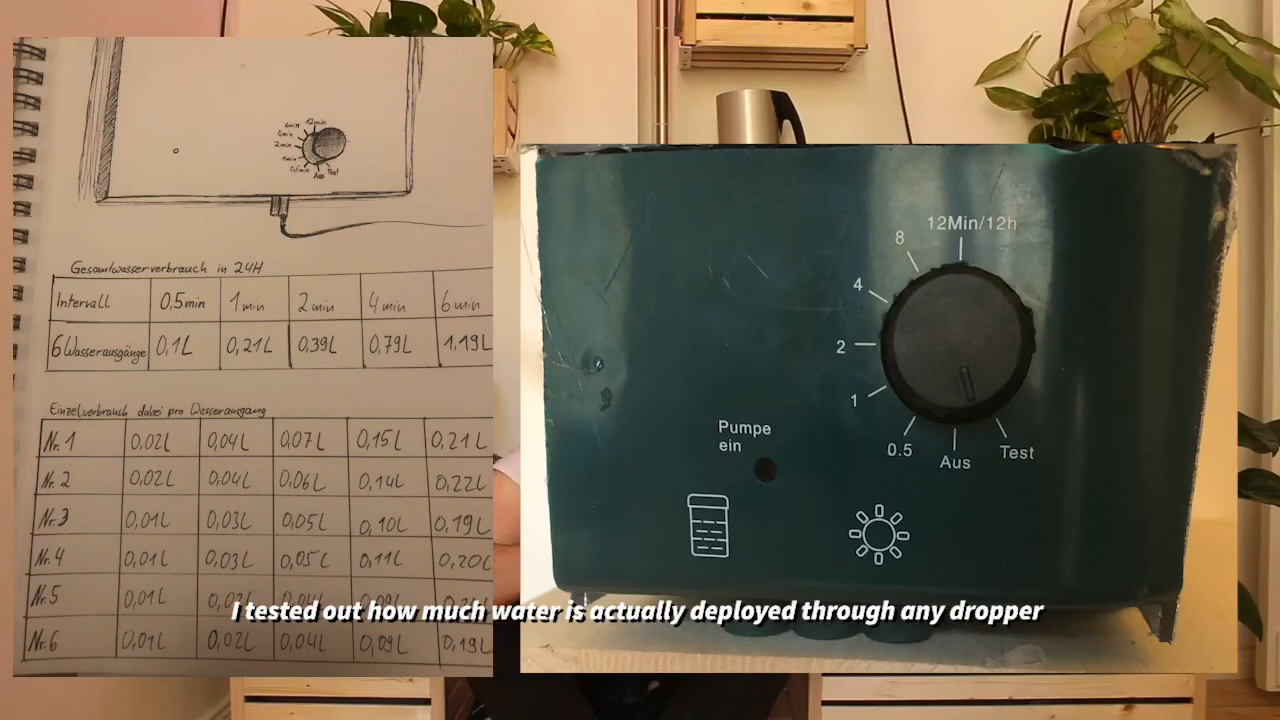 12min
6min
4min
2min
1min
0,5min
Aus
Test
Gesamtwasserverbrauch in 24H
Intervall 0,5min 1min 2min 4min 6min
6 Wasserausgänge 0,1L 0,21L 0,39L 0,79L 1,19L
Einzelverbrauch dabei pro Wasserausgang
Nr.1 0,02L 0,04L 0,07L 0,15L 0,21L
Nr.2 0,02L 0,04L 0,06L 0,14L 0,22L
Nr.3 0,01L 0,03L 0,05L 0,10L 0,19L
Nr.4 0,01L 0,03L 0,05L 0,11L 0,20L
Nr.5 0,01L
Nr.6 0,01L 0,02L 0,04L 0,09L 0,19L
12Min/12h
8
4
2
1
0.5
Aus
Test
Pumpe
ein
I tested out how much water is actually deployed through any dropper